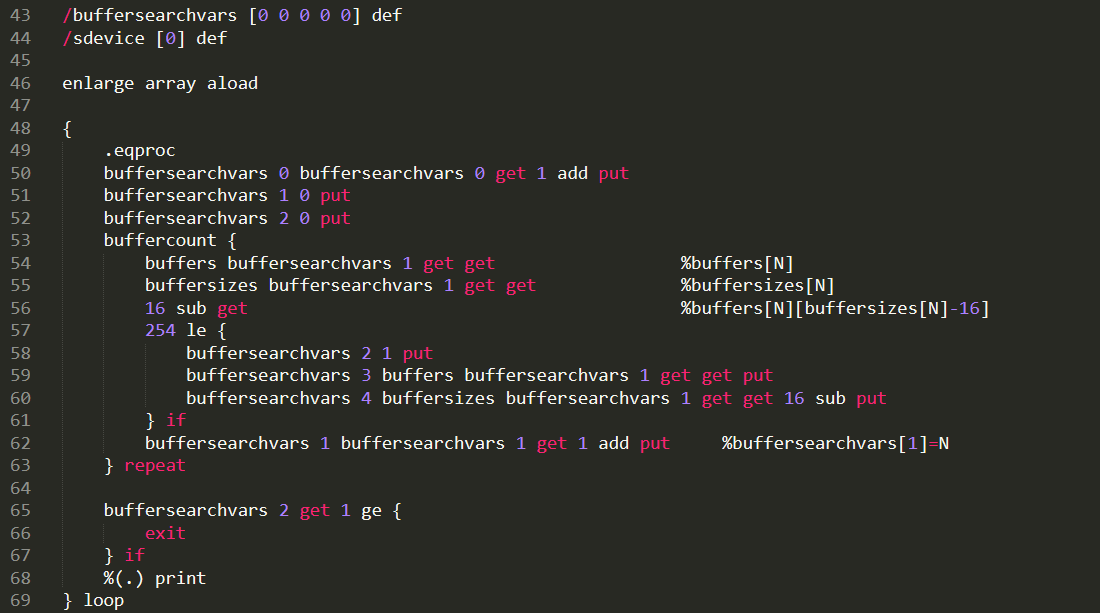 43 /buffersearchvars [0 0 0 0 0] def
44 /sdevice [0] def
45
46 enlarge array aload
47
48 {
49     .eqproc
50     buffersearchvars 0 buffersearchvars 0 get 1 add put
51     buffersearchvars 1 0 put
52     buffersearchvars 2 0 put
53     buffercount {
54         buffers buffersearchvars 1 get get                  %buffers[N]
55         buffersizes buffersearchvars 1 get get              %buffersizes[N]
56         16 sub get                                          %buffers[N][buffersizes[N]-16]
57         254 le {
58             buffersearchvars 2 1 put
59             buffersearchvars 3 buffers buffersearchvars 1 get get put
60             buffersearchvars 4 buffersizes buffersearchvars 1 get get 16 sub put
61         } if
62         buffersearchvars 1 buffersearchvars 1 get 1 add put     %buffersearchvars[1]=N
63     } repeat
64
65     buffersearchvars 2 get 1 ge {
66         exit
67     } if
68     %(.) print
69 } loop